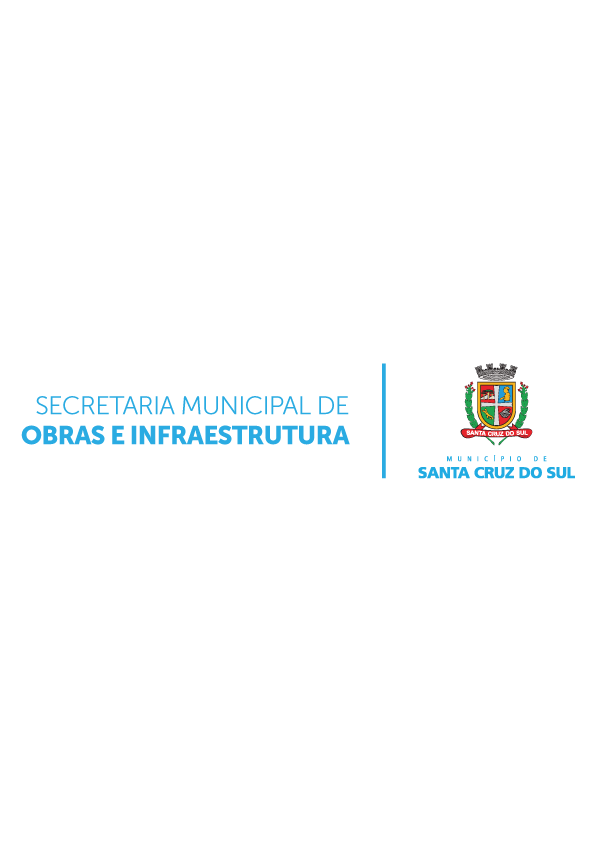 SECRETARIA MUNICIPAL DE
OBRAS E INFRAESTRUTURA
SANTA CRUZ DO SUL
MUNICÍPIO DE
SANTA CRUZ DO SUL